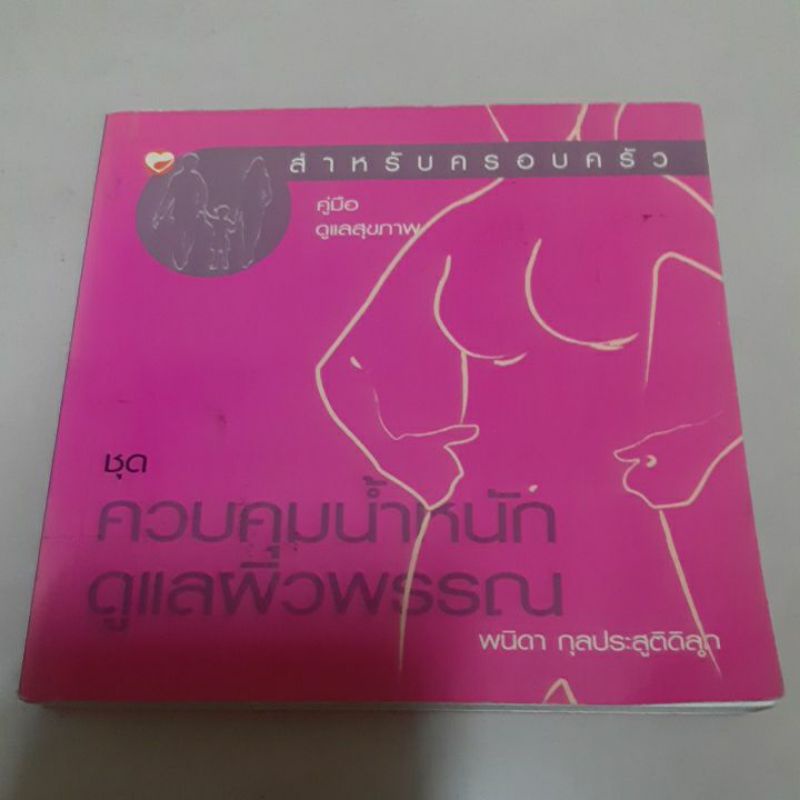 สำหรับครอบครัว
คู่มือ
ดูแลสุขภาพ
ชุด
ควบคุมน้ำหนัก
ดูแลผิวพรรณ
พนิดา กุลประสูติดิลก